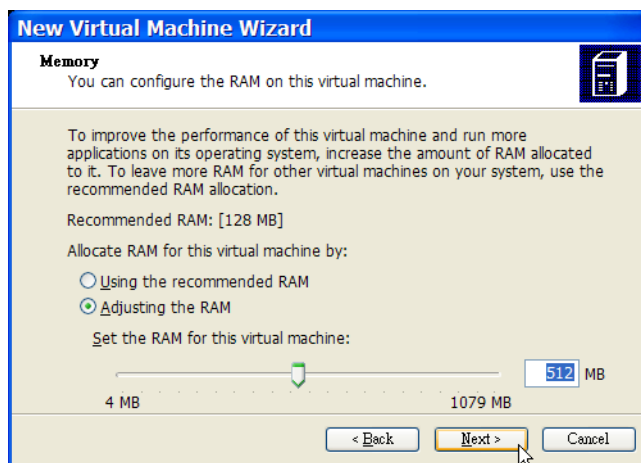 New Virtual Machine Wizard
Memory
You can configure the RAM on this virtual machine.
To improve the performance of this virtual machine and run more
applications on its operating system, increase the amount of RAM allocated
to it. To leave more RAM for other virtual machines on your system, use the
recommended RAM allocation.
Recommended RAM: [128 MB]
Allocate RAM for this virtual machine by:
Using the recommended RAM
Adjusting the RAM
Set the RAM for this virtual machine:
512 MB
4 MB 1079 MB
< Back Next > Cancel